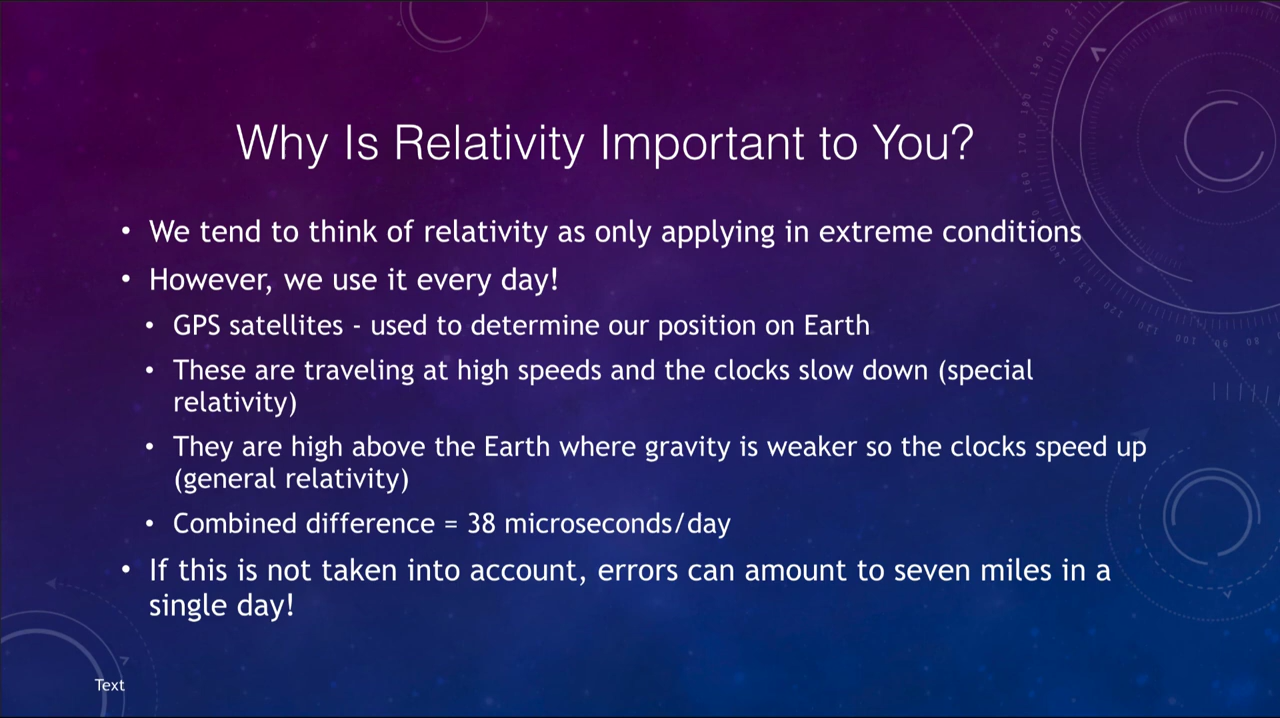 Why Is Relativity Important to You?
• We tend to think of relativity as only applying in extreme conditions
• However, we use it every day!
• GPS satellites - used to determine our position on Earth
• These are traveling at high speeds and the clocks slow down (special
relativity)
• They are high above the Earth where gravity is weaker so the clocks speed up
(general relativity)
• Combined difference = 38 microseconds/day
• If this is not taken into account, errors can amount to seven miles in a
single day!
Text